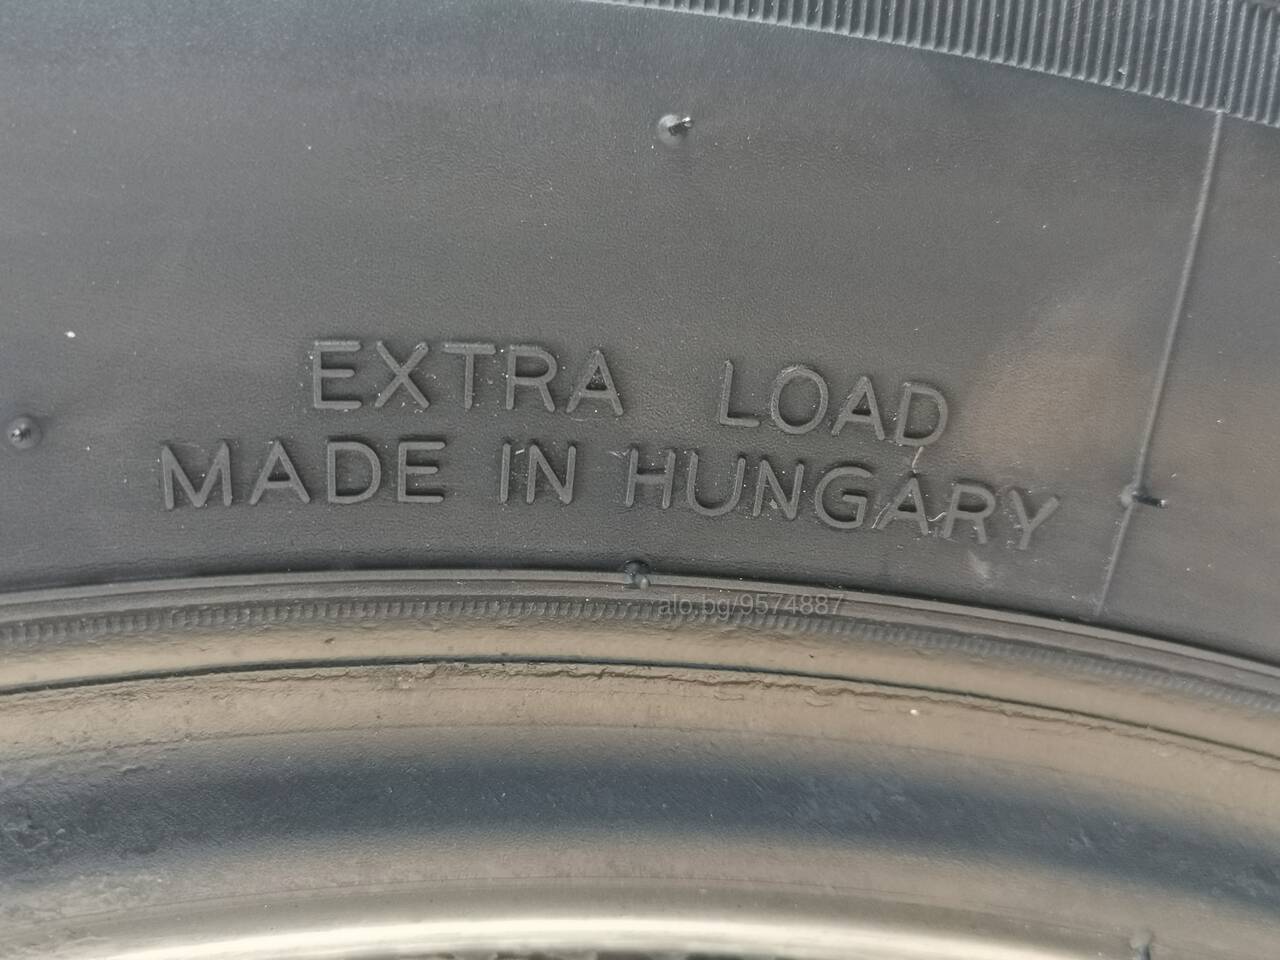 EXTRA LOAD
MADE IN HUNGARY
alo.bg/9574887